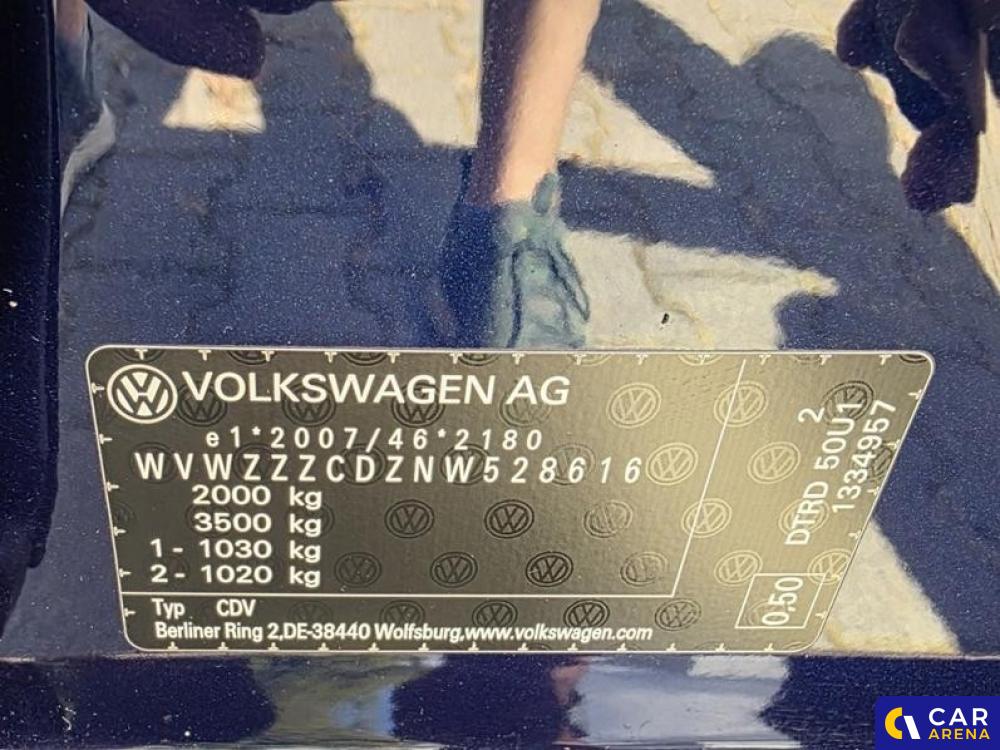 VOLKSWAGEN AG
e1*2007/46*2180
WVWZZZCDZNW528616
2000 kg
3500 kg
1- 1030 kg
2- 1020 kg
Typ CDV
Berliner Ring 2,DE-38440 Wolfsburg,www.volkswagen.com
2
DTRD 50U1
1334957
0,50
CAR
ARENA